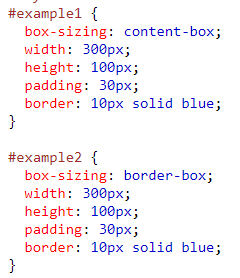 #example1 {
  box-sizing: content-box;
  width: 300px;
  height: 100px;
  padding: 30px;
  border: 10px solid blue;
}

#example2 {
  box-sizing: border-box;
  width: 300px;
  height: 100px;
  padding: 30px;
  border: 10px solid blue;
}